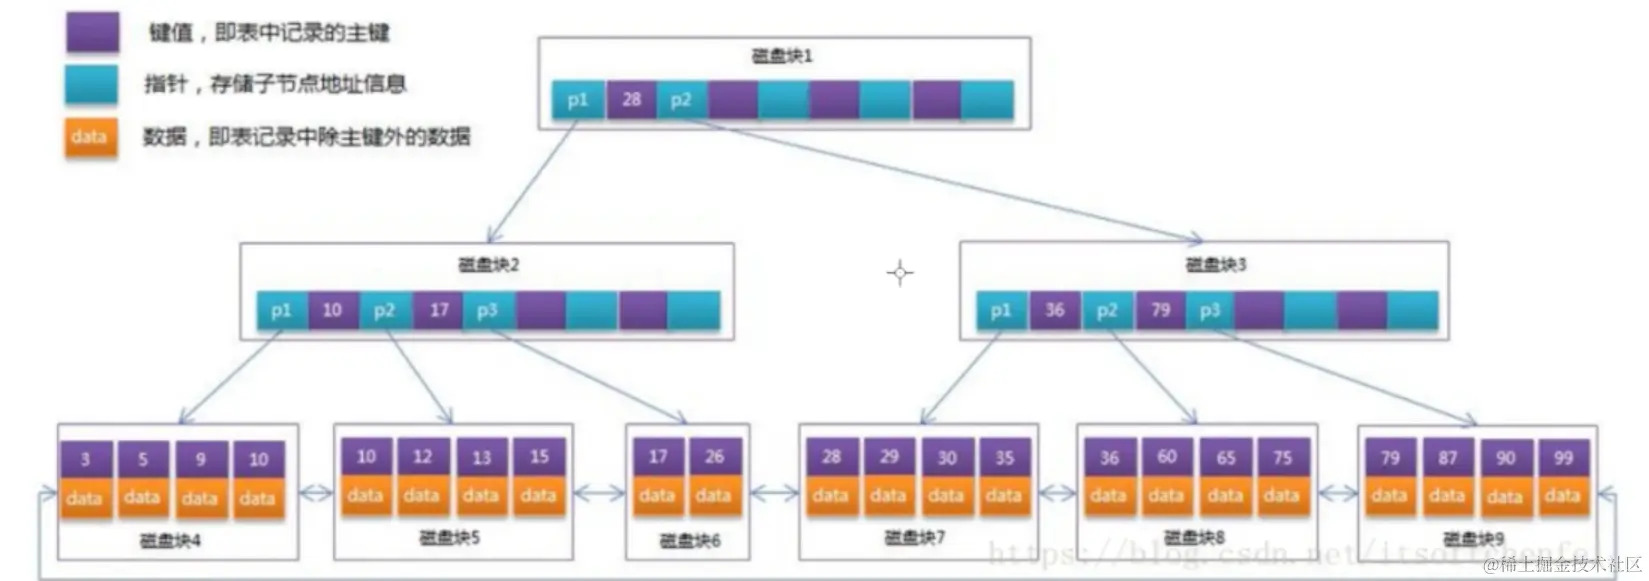 键值，即表中记录的主键
指针，存储子节点地址信息
data 数据，即表记录中除主键外的数据
磁盘块1
p1 28 p2
磁盘块2
p1 10 p2 17 p3
磁盘块3
p1 36 p2 79 p3
3 5 9 10
data data data data
磁盘块4
10 12 13 15
data data data data
磁盘块5
17 26
data data
磁盘块6
28 29 30 35
data data data data
磁盘块7
36 60 65 75
data data data data
磁盘块8
79 87 90 99
data data data data
磁盘块9
@稀土掘金技术社区